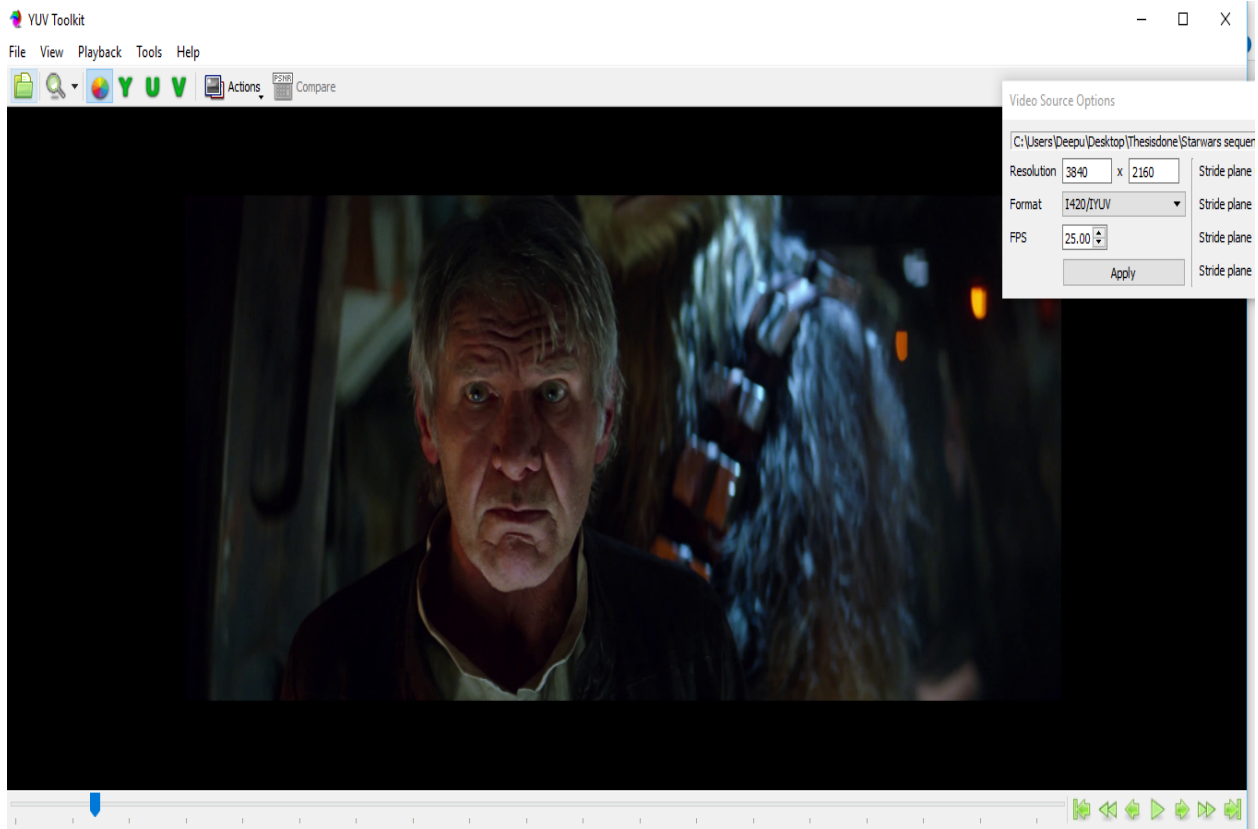 YUV Toolkit
File View Playback Tools Help
Y U V Actions PSNR Compare
Video Source Options
C:\Users\Deepu\Desktop\Thesisdone\Starwars sequen
Resolution 3840 x 2160 Stride plane
Format I420/IYUV Stride plane
FPS 25.00 Stride plane
Apply Stride plane